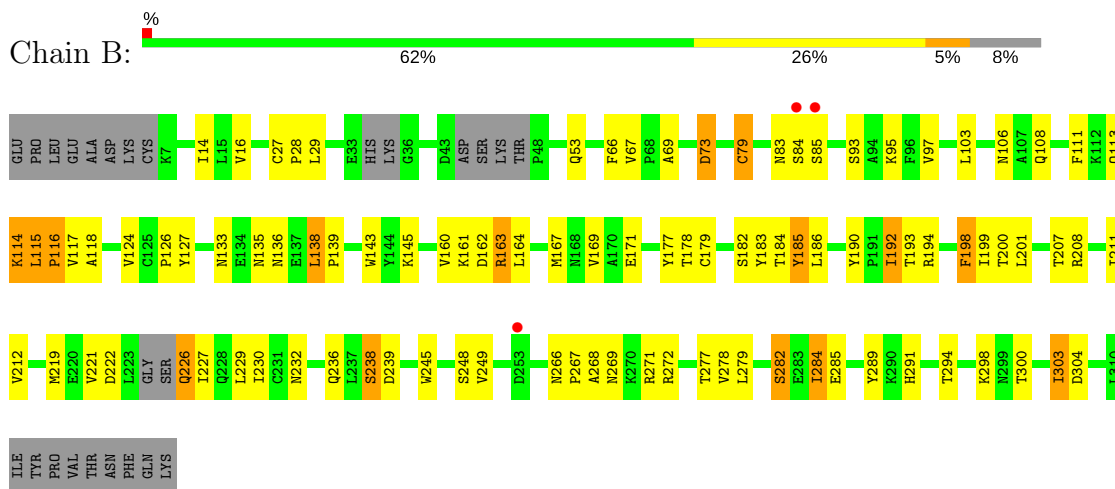 %
Chain B:
62% 26% 5% 8%
GLU PRO LEU GLU ALA ASP LYS CYS K7 I14 L15 V16 C27 P28 L29 E33 HIS LYS G36 D43 ASP SER LYS THR P48 Q53 F66 V67 P68 A69 D73 C79 N83 S84 S85 S93 A94 K95 F96 V97 L103 N106 A107 Q108 F111 K112
K114 L115 P116 V117 A118 V124 C125 P126 Y127 N133 E134 N135 N136 E137 L138 P139 W143 Y144 K145 V160 K161 D162 R163 L164 M167 N168 V169 A170 E171 Y177 T178 C179 S182 Y183 T184 Y185 L186 Y190 P191 I192 T193 R194 F198 I199 T200 L201 T207 R208
V212 M219 E220 V221 D222 L223 GLY SER Q226 I227 Q228 L229 I230 C231 N232 Q236 L237 S238 D239 W245 S248 V249 D253 N266 P267 A268 N269 K270 R271 R272 T277 V278 L279 S282 E283 I284 E285 Y289 K290 H291 T294 K298 N299 T300 I303 D304
ILE TYR PRO VAL THR ASN PHE GLN LYS